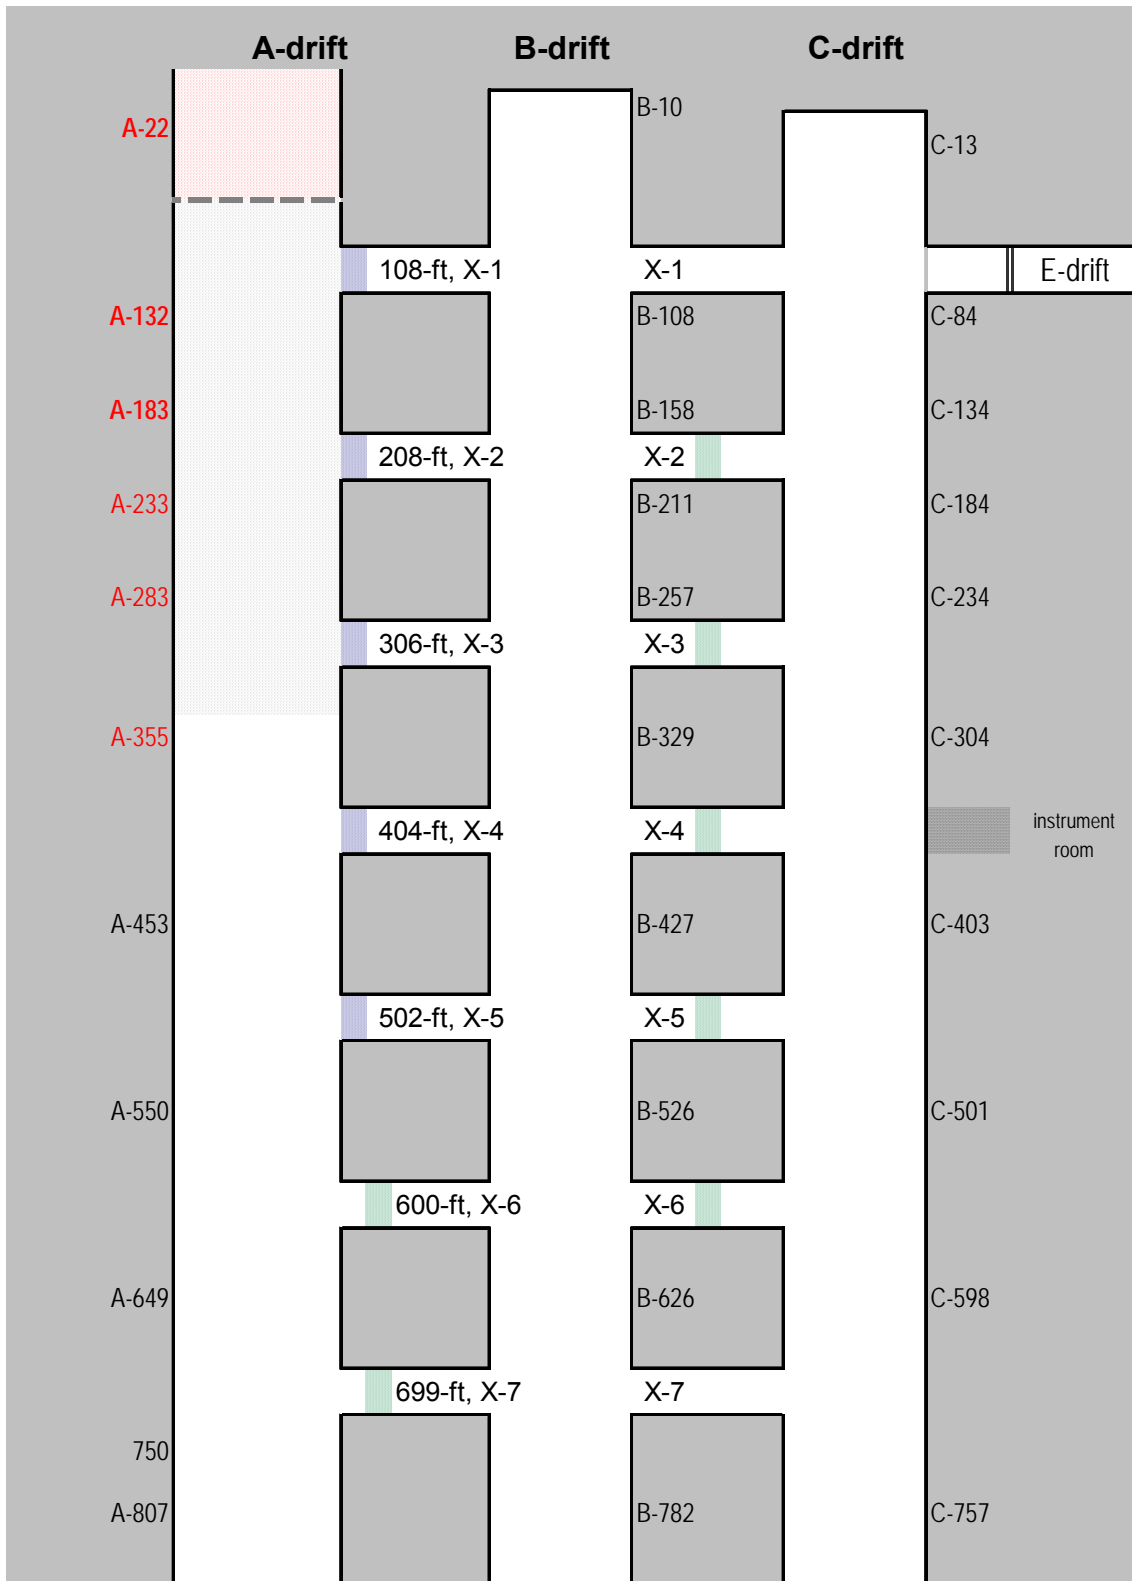 A-drift B-drift C-drift
B-10
A-22
C-13
108-ft, X-1 X-1 E-drift
A-132 B-108 C-84
A-183 B-158 C-134
208-ft, X-2 X-2
A-233 B-211 C-184
A-283 B-257 C-234
306-ft, X-3 X-3
A-355 B-329 C-304
404-ft, X-4 X-4 instrument
room
A-453 B-427 C-403
502-ft, X-5 X-5
A-550 B-526 C-501
600-ft, X-6 X-6
A-649 B-626 C-598
699-ft, X-7 X-7
750
A-807 B-782 C-757